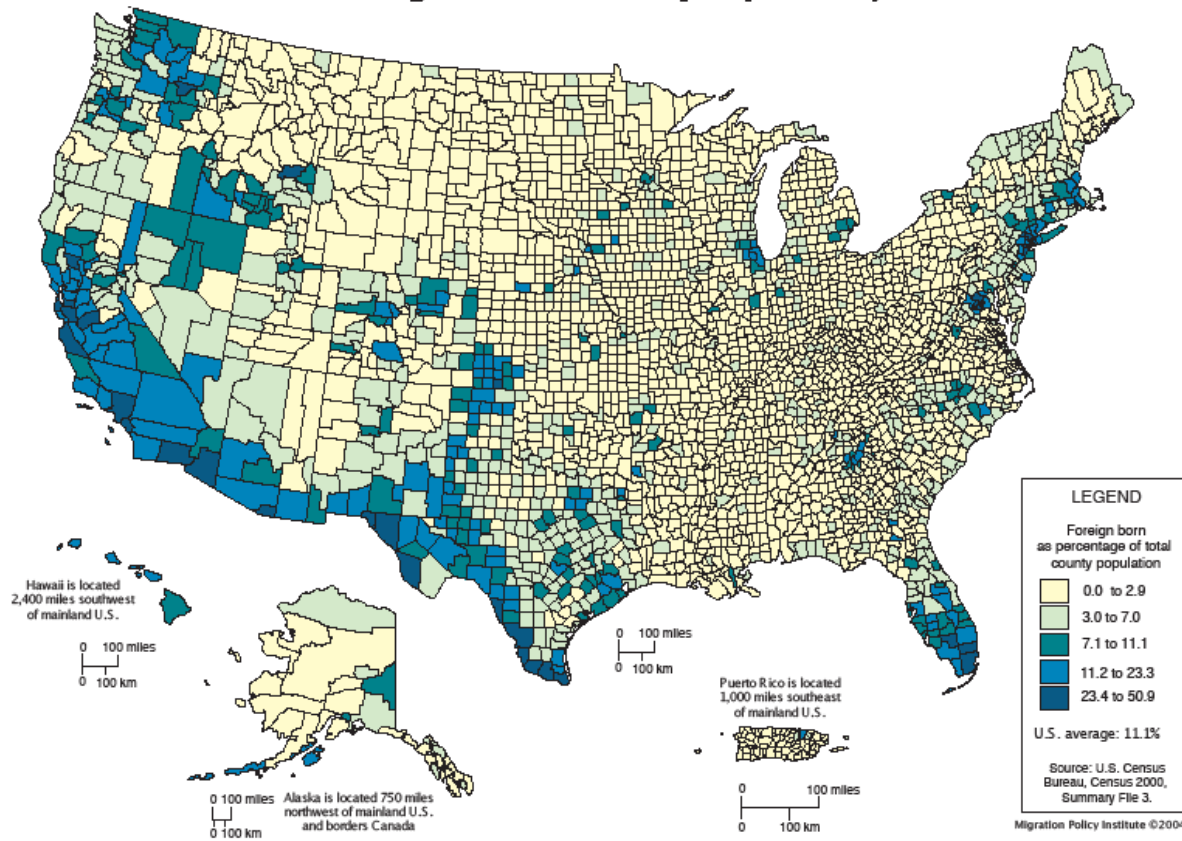 Hawaii is located
2,400 miles southwest
of mainland U.S.
0 100 miles
0 100 km
0 100 miles
0 100 km
Alaska is located 750 miles
northwest of mainland U.S.
and borders Canada
0 100 miles
0 100 km
Puerto Rico is located
1,000 miles southeast
of mainland U.S.
0 100 miles
0 100 km
LEGEND
Foreign born
as percentage of total
county population
0.0 to 2.9
3.0 to 7.0
7.1 to 11.1
11.2 to 23.3
23.4 to 50.9
U.S. average: 11.1%
Source: U.S. Census
Bureau, Census 2000,
Summary File 3.
Migration Policy Institute ©2004